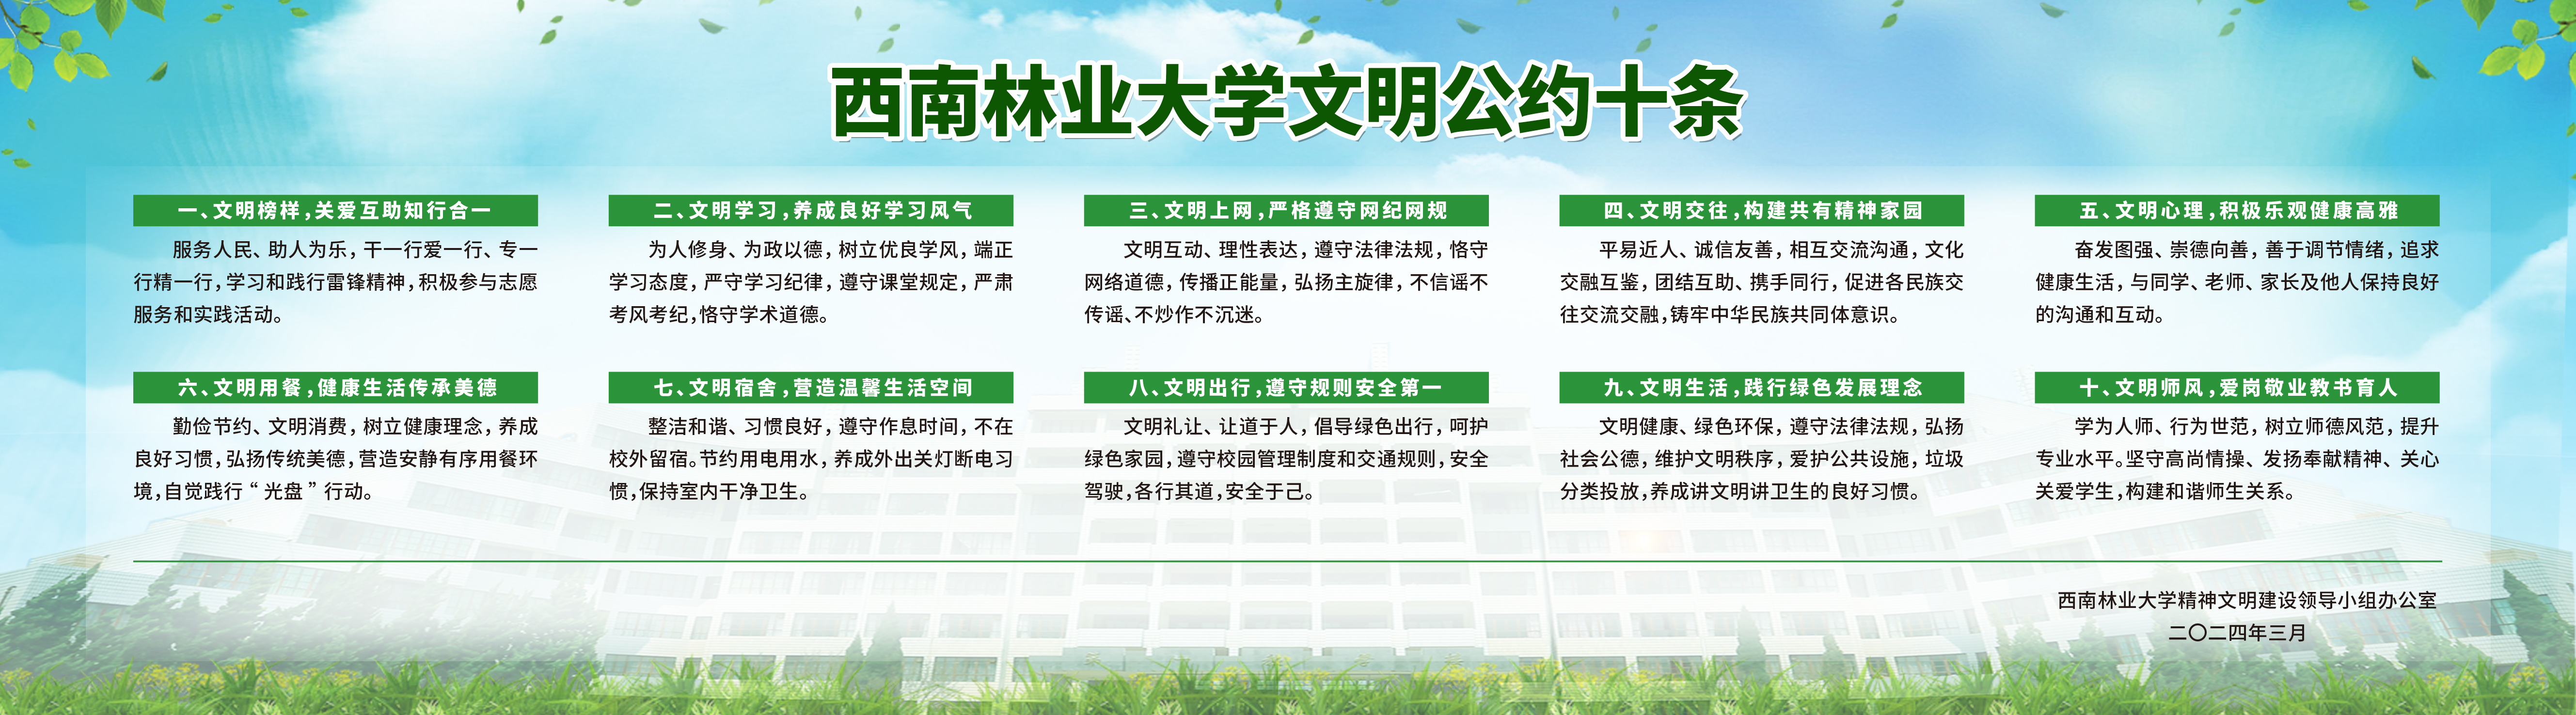 西南林业大学文明公约十条
一、文明榜样,关爱互助知行合一
服务人民、助人为乐,干一行爱一行、专一
行精一行,学习和践行雷锋精神,积极参与志愿
服务和实践活动。
二、文明学习,养成良好学习风气
为人修身、为政以德,树立优良学风,端正
学习态度,严守学习纪律,遵守课堂规定,严肃
考风考纪,恪守学术道德。
三、文明上网,严格遵守网纪网规
文明互动、理性表达,遵守法律法规,恪守
网络道德,传播正能量,弘扬主旋律,不信谣不
传谣、不炒作不沉迷。
四、文明交往,构建共有精神家园
平易近人、诚信友善,相互交流沟通,文化
交融互鉴,团结互助、携手同行,促进各民族交
往交流交融,铸牢中华民族共同体意识。
五、文明心理,积极乐观健康高雅
奋发图强、崇德向善,善于调节情绪,追求
健康生活,与同学、老师、家长及他人保持良好
的沟通和互动。
六、文明用餐,健康生活传承美德
勤俭节约、文明消费,树立健康理念,养成
良好习惯,弘扬传统美德,营造安静有序用餐环
境,自觉践行“光盘”行动。
七、文明宿舍,营造温馨生活空间
整洁和谐、习惯良好,遵守作息时间,不在
校外留宿。节约用电用水,养成外出关灯断电习
惯,保持室内干净卫生。
八、文明出行,遵守规则安全第一
文明礼让、让道于人,倡导绿色出行,呵护
绿色家园,遵守校园管理制度和交通规则,安全
驾驶,各行其道,安全于己。
九、文明生活,践行绿色发展理念
文明健康、绿色环保,遵守法律法规,弘扬
社会公德,维护文明秩序,爱护公共设施,垃圾
分类投放,养成讲文明讲卫生的良好习惯。
十、文明师风,爱岗敬业教书育人
学为人师、行为世范,树立师德风范,提升
专业水平。坚守高尚情操、发扬奉献精神、关心
关爱学生,构建和谐师生关系。
西南林业大学精神文明建设领导小组办公室
二〇二四年三月